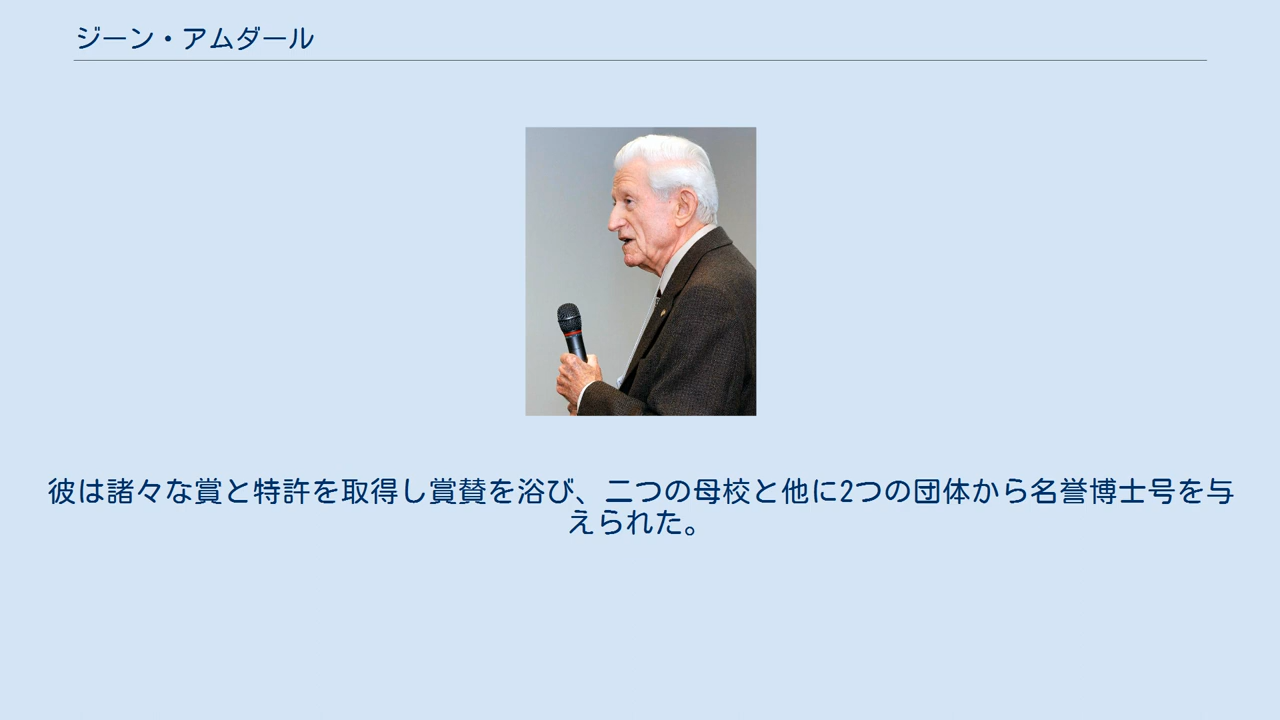 ジーン・アムダール
彼は諸々な賞と特許を取得し賞賛を浴び、二つの母校と他に2つの団体から名誉博士号を与
えられた。